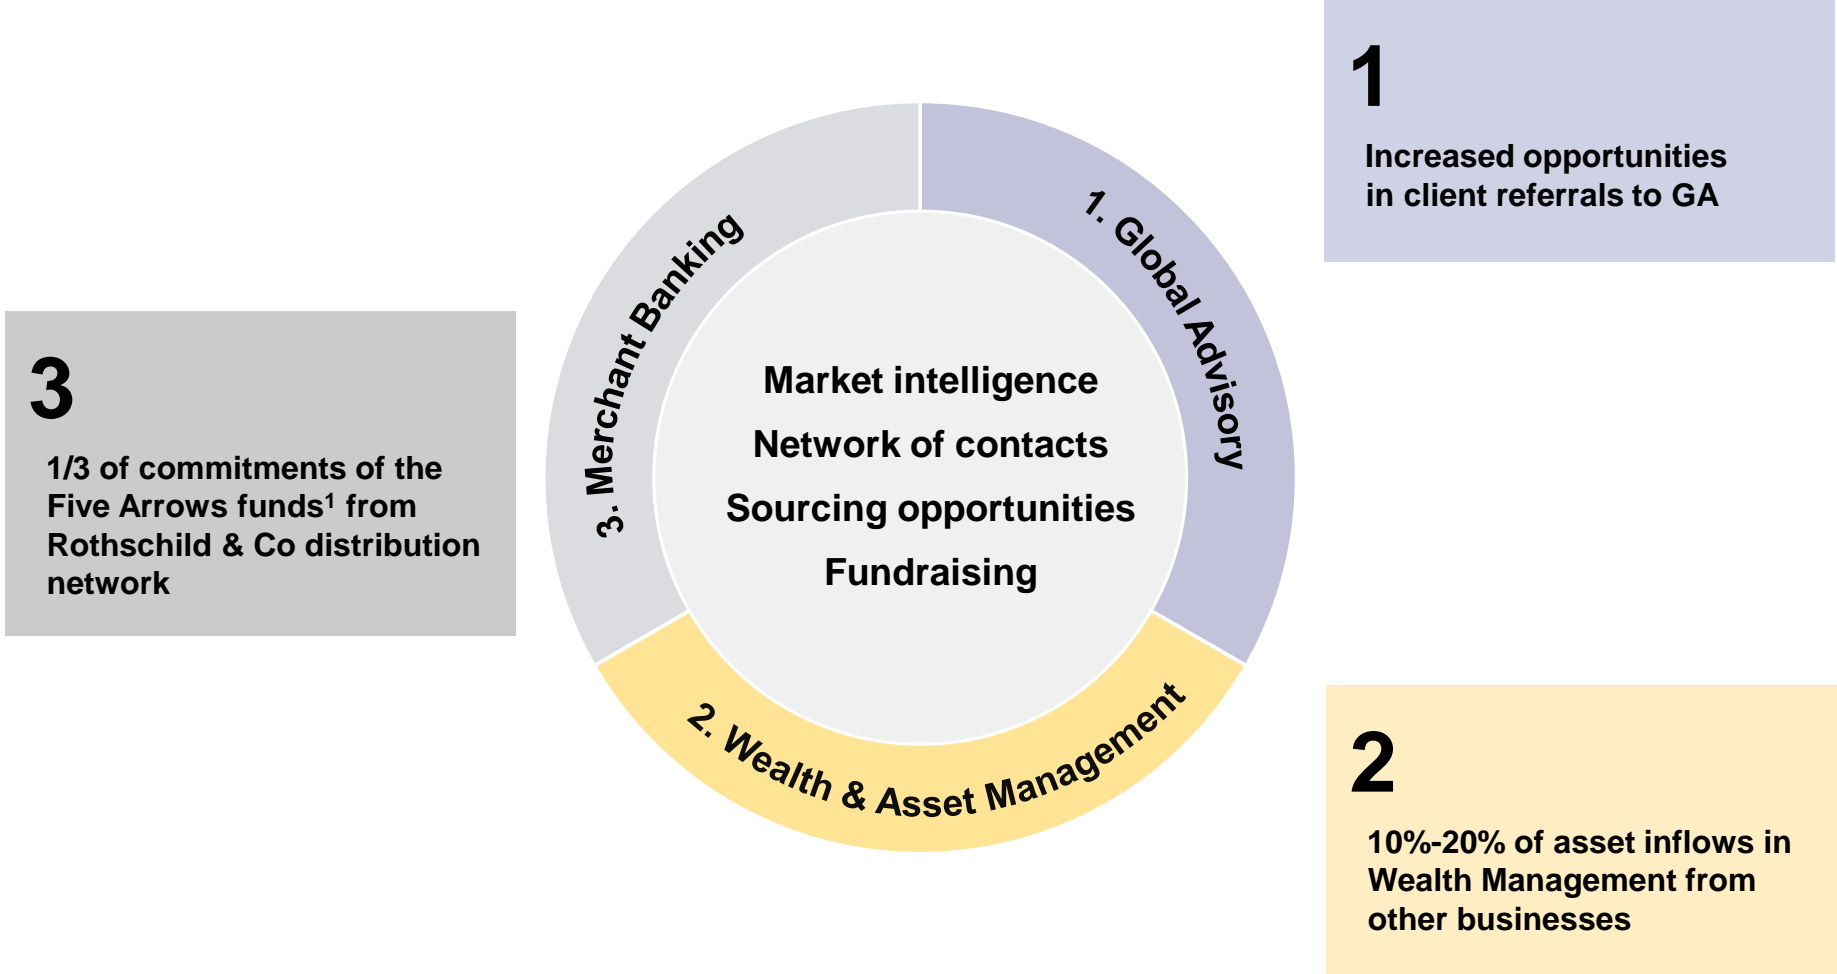 1
Increased opportunities
in client referrals to GA
1. Global Advisory
3. Merchant Banking
Market intelligence
Network of contacts
Sourcing opportunities
Fundraising
2. Wealth & Asset Management
3
1/3 of commitments of the
Five Arrows funds¹ from
Rothschild & Co distribution
network
2
10%-20% of asset inflows in
Wealth Management from
other businesses